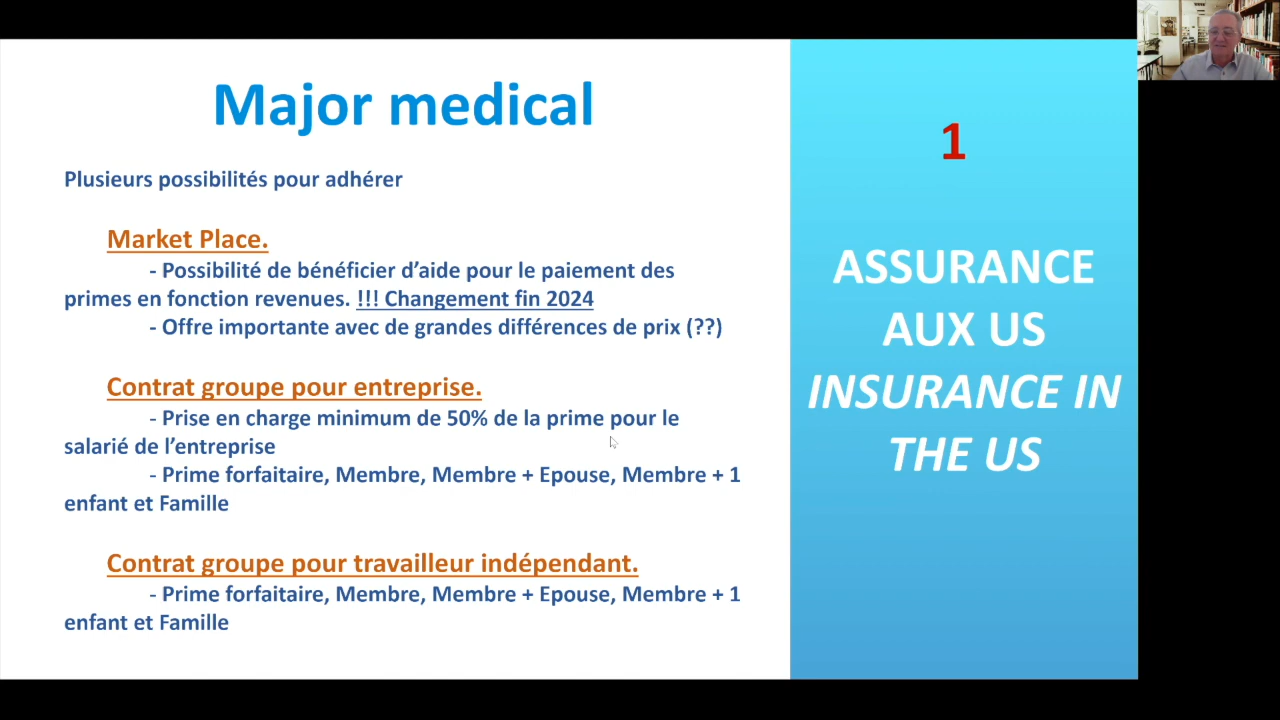 Major medical
Plusieurs possibilités pour adhérer
Market Place.
- Possibilité de bénéficier d’aide pour le paiement des
primes en fonction revenues. !!! Changement fin 2024
- Offre importante avec de grandes différences de prix (??)
Contrat groupe pour entreprise.
- Prise en charge minimum de 50% de la prime pour le
salarié de l’entreprise
- Prime forfaitaire, Membre, Membre + Epouse, Membre + 1
enfant et Famille
Contrat groupe pour travailleur indépendant.
- Prime forfaitaire, Membre, Membre + Epouse, Membre + 1
enfant et Famille
1
ASSURANCE
AUX US
INSURANCE IN
THE US